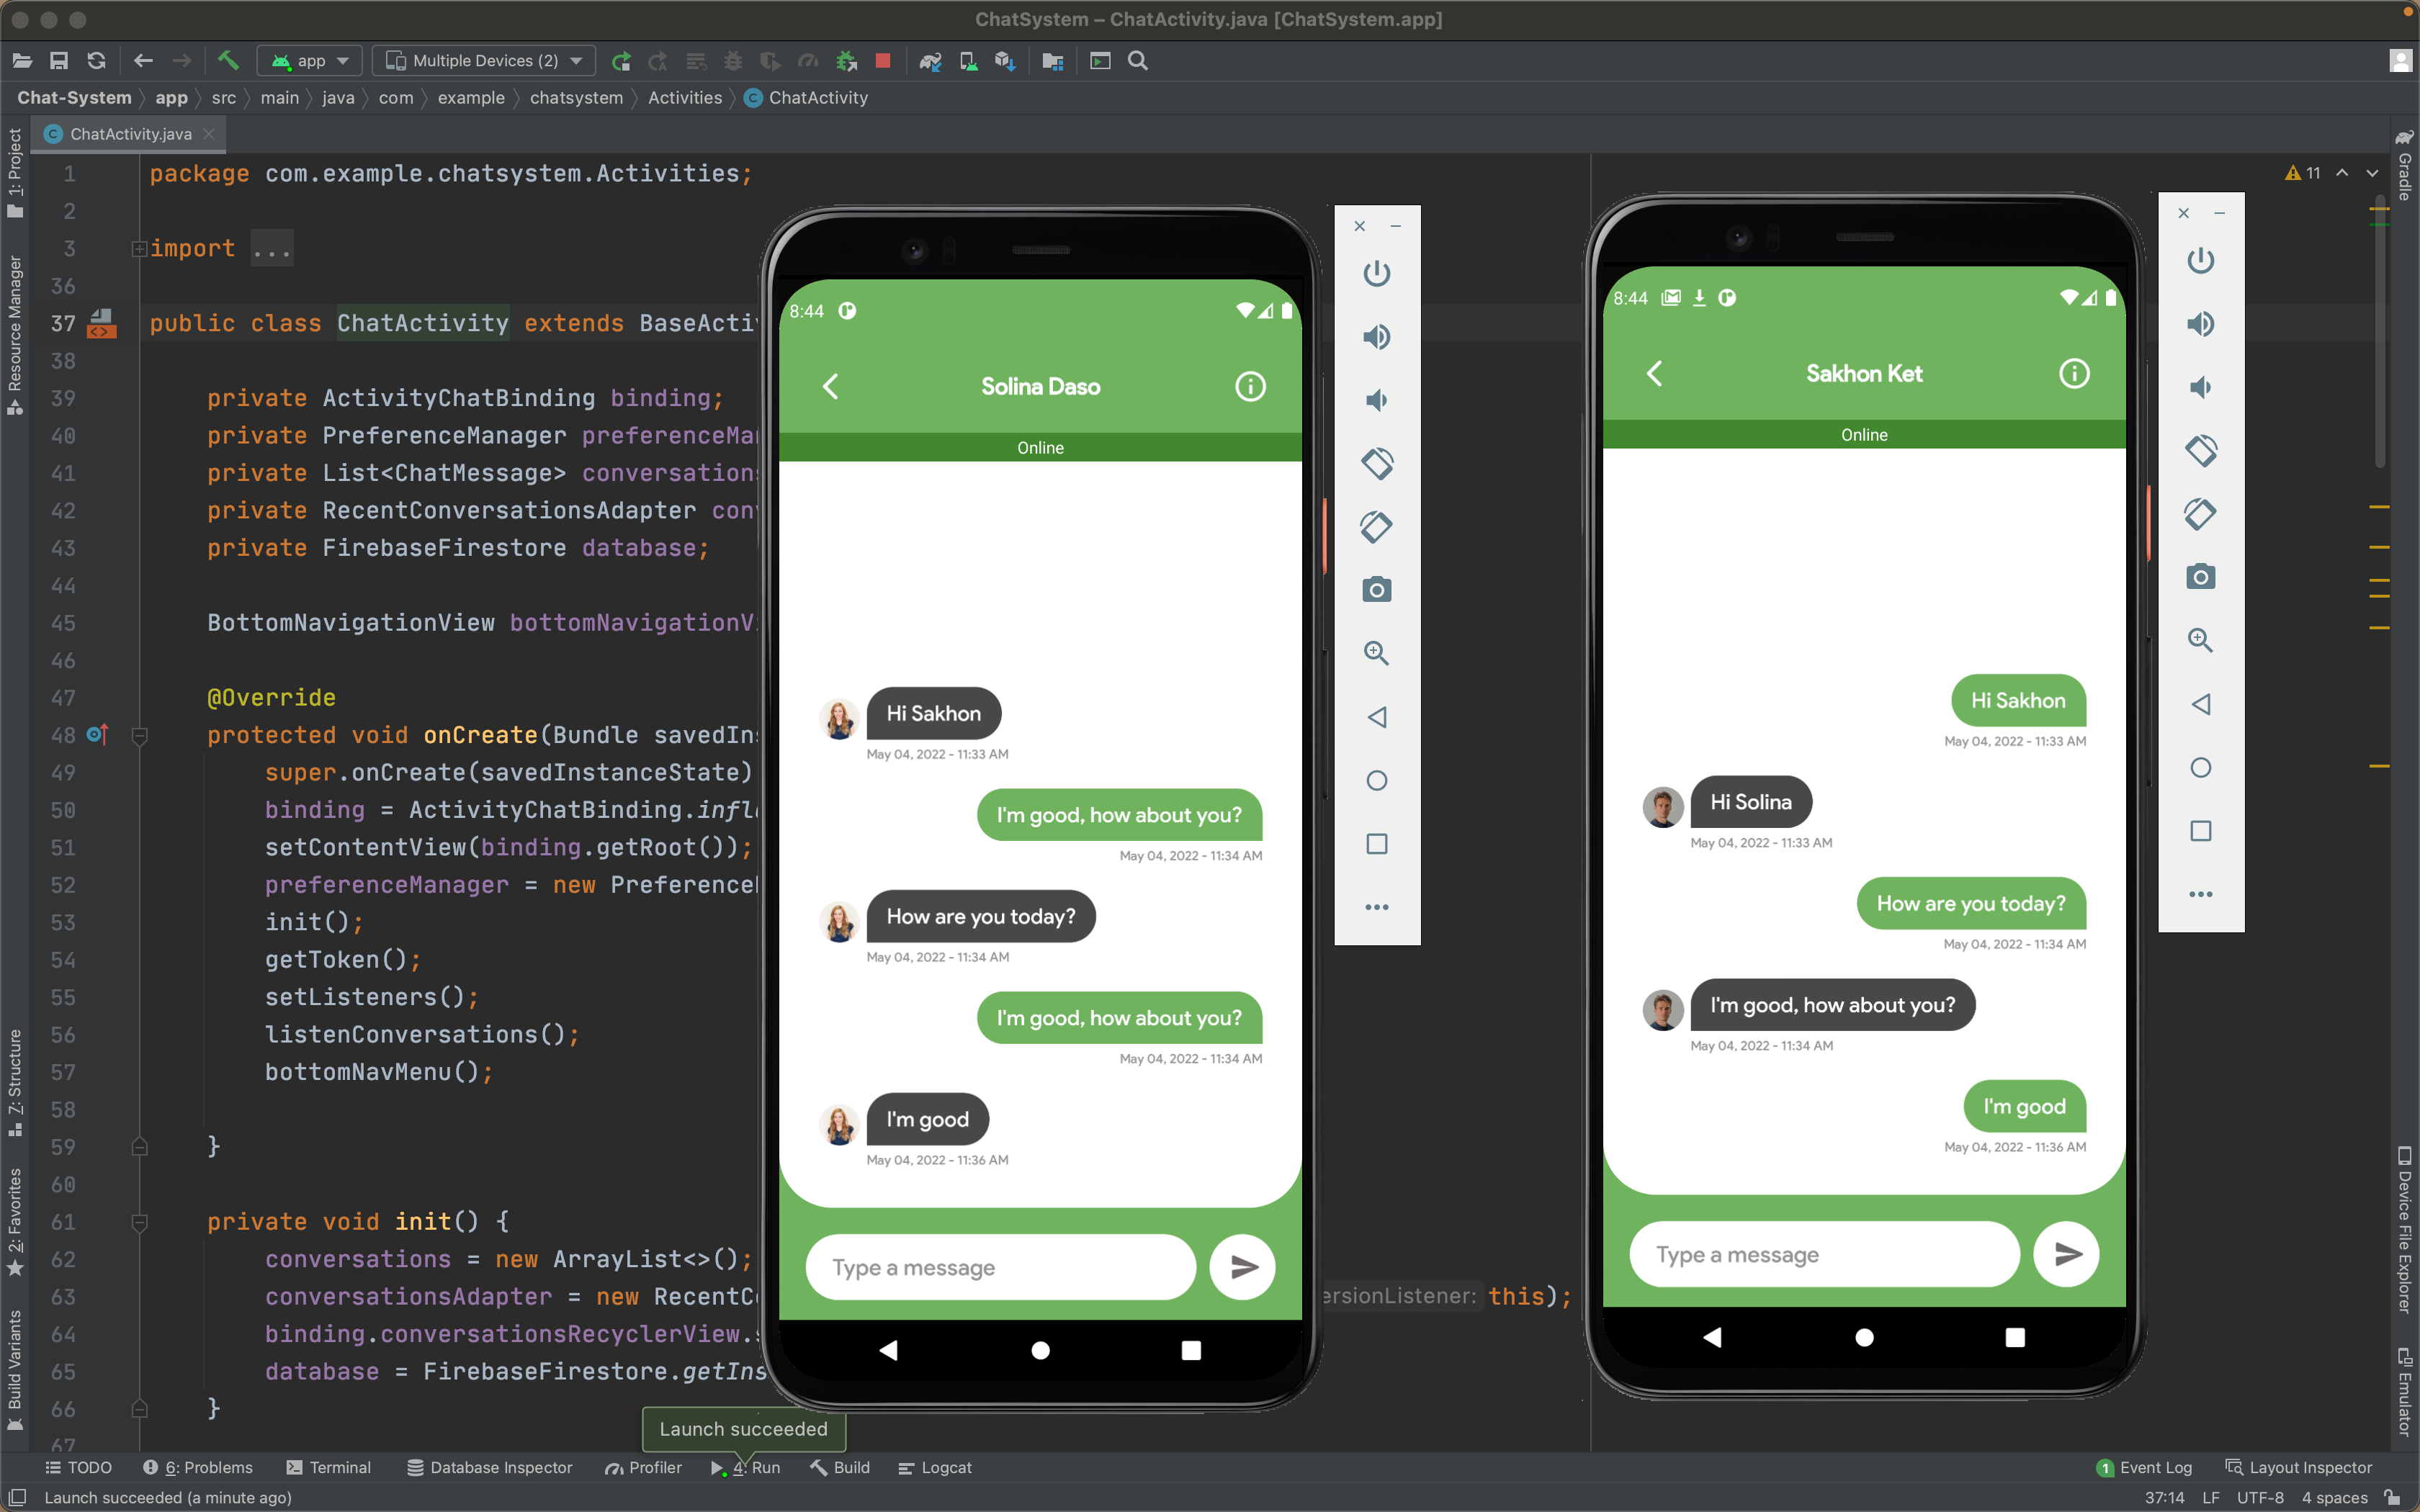 ChatSystem – ChatActivity.java [ChatSystem.app]
app
Multiple Devices (2)
Chat-System
app
src
main
java
com
example
chatsystem
Activities
C ChatActivity
C ChatActivity.java
1: Project
Resource Manager
7: Structure
2: Favorites
Build Variants
11
Gradle
Device File Explorer
Emulator
1 package com.example.chatsystem.Activities;
2
3 import ...
36
37 public class ChatActivity extends BaseActiv
38
39 private ActivityChatBinding binding;
40 private PreferenceManager preferenceMa
41 private List<ChatMessage> conversations
42 private RecentConversationsAdapter conv
43 private FirebaseFirestore database;
44
45 BottomNavigationView bottomNavigationVi
46
47 @Override
48 protected void onCreate(Bundle savedIns
49 super.onCreate(savedInstanceState)
50 binding = ActivityChatBinding.infla
51 setContentView(binding.getRoot());
52 preferenceManager = new Preference
53 init();
54 getToken();
55 setListeners();
56 listenConversations();
57 bottomNavMenu();
58
59 }
60
61 private void init() {
62 conversations = new ArrayList<>();
63 conversationsAdapter = new RecentCo ersionListener: this);
64 binding.conversationsRecyclerView.s
65 database = FirebaseFirestore.getIns
66 }
67
8:44
Solina Daso
Online
Hi Sakhon
May 04, 2022 - 11:33 AM
I'm good, how about you?
May 04, 2022 - 11:34 AM
How are you today?
May 04, 2022 - 11:34 AM
I'm good, how about you?
May 04, 2022 - 11:34 AM
I'm good
May 04, 2022 - 11:36 AM
Type a message
8:44
Sakhon Ket
Online
Hi Sakhon
May 04, 2022 - 11:33 AM
Hi Solina
May 04, 2022 - 11:33 AM
How are you today?
May 04, 2022 - 11:34 AM
I'm good, how about you?
May 04, 2022 - 11:34 AM
I'm good
May 04, 2022 - 11:36 AM
Type a message
Launch succeeded
TODO
6: Problems
Terminal
Database Inspector
Profiler
4: Run
Build
Logcat
1 Event Log
Layout Inspector
Launch succeeded (a minute ago)
37:14
LF
UTF-8
4 spaces